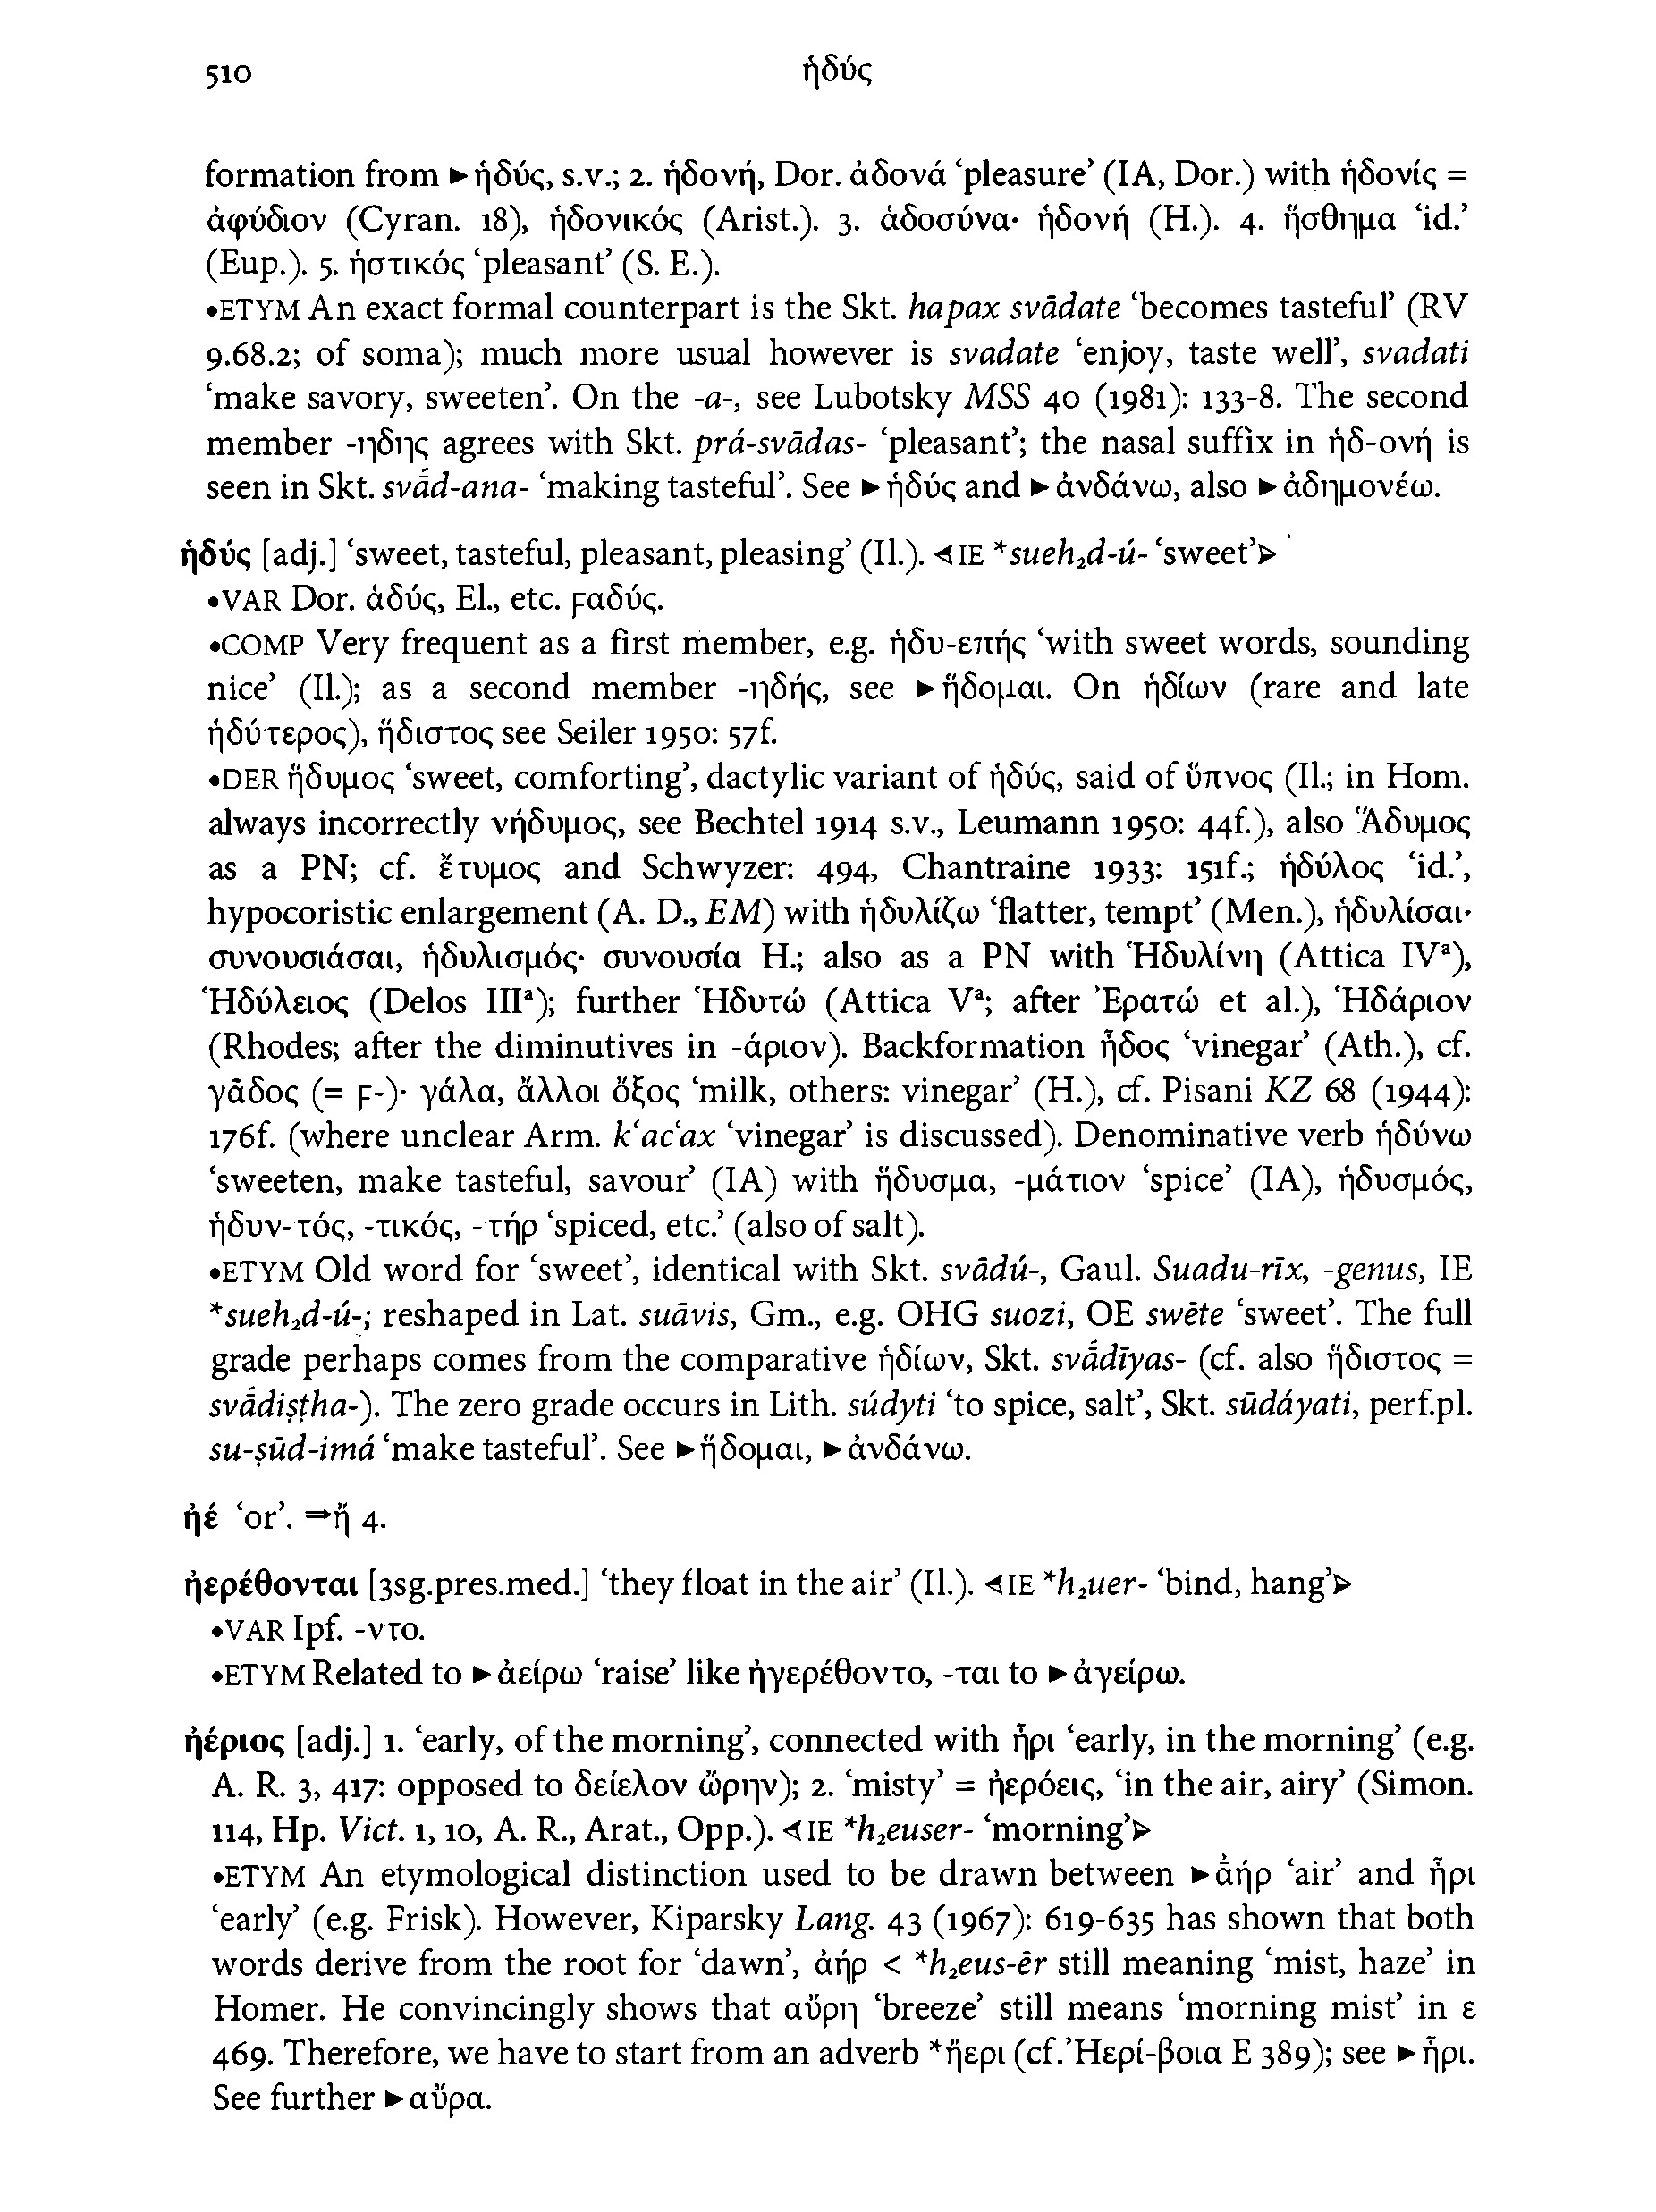 510 ἡδύς
formation from ►ἡδύς, s.v.; 2. ἡδονή, Dor. ἁδονά ‘pleasure’ (IA, Dor.) with ἡδονίς =
ἀφύδιον (Cyran. 18), ἡδονικός (Arist.). 3. ἁδοσύνα· ἡδονή (H.). 4. ἥσθημα ‘id.’
(Eup.). 5. ἡστικός ‘pleasant’ (S. E.).
•ETYM An exact formal counterpart is the Skt. hapax svādate ‘becomes tasteful’ (RV
9.68.2; of soma); much more usual however is svadate ‘enjoy, taste well’, svadati
‘make savory, sweeten’. On the -a-, see Lubotsky MSS 40 (1981): 133-8. The second
member -ηδης agrees with Skt. prá-svādas- ‘pleasant’; the nasal suffix in ἡδ-ονή is
seen in Skt. svā́d-ana- ‘making tasteful’. See ►ἡδύς and ►ἁνδάνω, also ►ἀδημονέω.
ἡδύς [adj.] ‘sweet, tasteful, pleasant, pleasing’ (Il.). ⊲IE *sueh₂d-ú- ‘sweet’⊳
•VAR Dor. ἁδύς, El., etc. ϝαδύς.
•COMP Very frequent as a first member, e.g. ἡδυ-επής ‘with sweet words, sounding
nice’ (Il.); as a second member -ηδής, see ►ἥδομαι. On ἡδίων (rare and late
ἡδύτερος), ἥδιστος see Seiler 1950: 57f.
•DER ἥδυμος ‘sweet, comforting’, dactylic variant of ἡδύς, said of ὕπνος (Il.; in Hom.
always incorrectly νήδυμος, see Bechtel 1914 s.v., Leumann 1950: 44f.), also Ἅδυμος
as a PN; cf. ἔτυμος and Schwyzer: 494, Chantraine 1933: 151f.; ἡδύλος ‘id.’,
hypocoristic enlargement (A. D., EM) with ἡδυλίζω ‘flatter, tempt’ (Men.), ἡδυλίσαι·
συνουσιάσαι, ἡδυλισμός· συνουσία H.; also as a PN with Ἡδυλίνη (Attica IVᵃ),
Ἡδύλειος (Delos IIIᵃ); further Ἡδυτώ (Attica Vᵃ; after Ἐρατώ et al.), Ἡδάριον
(Rhodes; after the diminutives in -άριον). Backformation ἦδος ‘vinegar’ (Ath.), cf.
γᾶδος (= ϝ-)· γάλα, ἄλλοι ὄξος ‘milk, others: vinegar’ (H.), cf. Pisani KZ 68 (1944):
176f. (where unclear Arm. k‘ac‘ax ‘vinegar’ is discussed). Denominative verb ἡδύνω
‘sweeten, make tasteful, savour’ (IA) with ἥδυσμα, -μάτιον ‘spice’ (IA), ἡδυσμός,
ἡδυν-τός, -τικός, -τήρ ‘spiced, etc.’ (also of salt).
•ETYM Old word for ‘sweet’, identical with Skt. svādú-, Gaul. Suadu-rīx, -genus, IE
*sueh₂d-ú-; reshaped in Lat. suāvis, Gm., e.g. OHG suozi, OE swēte ‘sweet’. The full
grade perhaps comes from the comparative ἡδίων, Skt. svā́dīyas- (cf. also ἥδιστος =
svā́diṣṭha-). The zero grade occurs in Lith. súdyti ‘to spice, salt’, Skt. sūdáyati, perf.pl.
su-ṣūd-imá ‘make tasteful’. See ►ἥδομαι, ►ἁνδάνω.
ἠέ ‘or’. ⇒ἤ 4.
ἠερέθονται [3sg.pres.med.] ‘they float in the air’ (Il.). ⊲IE *h₂uer- ‘bind, hang’⊳
•VAR Ipf. -ντο.
•ETYM Related to ►ἀείρω ‘raise’ like ἠγερέθοντο, -ται to ►ἀγείρω.
ἠέριος [adj.] 1. ‘early, of the morning’, connected with ἦρι ‘early, in the morning’ (e.g.
A. R. 3, 417: opposed to δείελον ὥρην); 2. ‘misty’ = ἠερόεις, ‘in the air, airy’ (Simon.
114, Hp. Vict. 1, 10, A. R., Arat., Opp.). ⊲IE *h₂euser- ‘morning’⊳
•ETYM An etymological distinction used to be drawn between ►ἀήρ ‘air’ and ἦρι
‘early’ (e.g. Frisk). However, Kiparsky Lang. 43 (1967): 619-635 has shown that both
words derive from the root for ‘dawn’, ἀήρ < *h₂eus-ēr still meaning ‘mist, haze’ in
Homer. He convincingly shows that αὔρη ‘breeze’ still means ‘morning mist’ in ε
469. Therefore, we have to start from an adverb *ἤερι (cf. Ἠερί-βοια Ε 389); see ►ἦρι.
See further ►αὔρα.